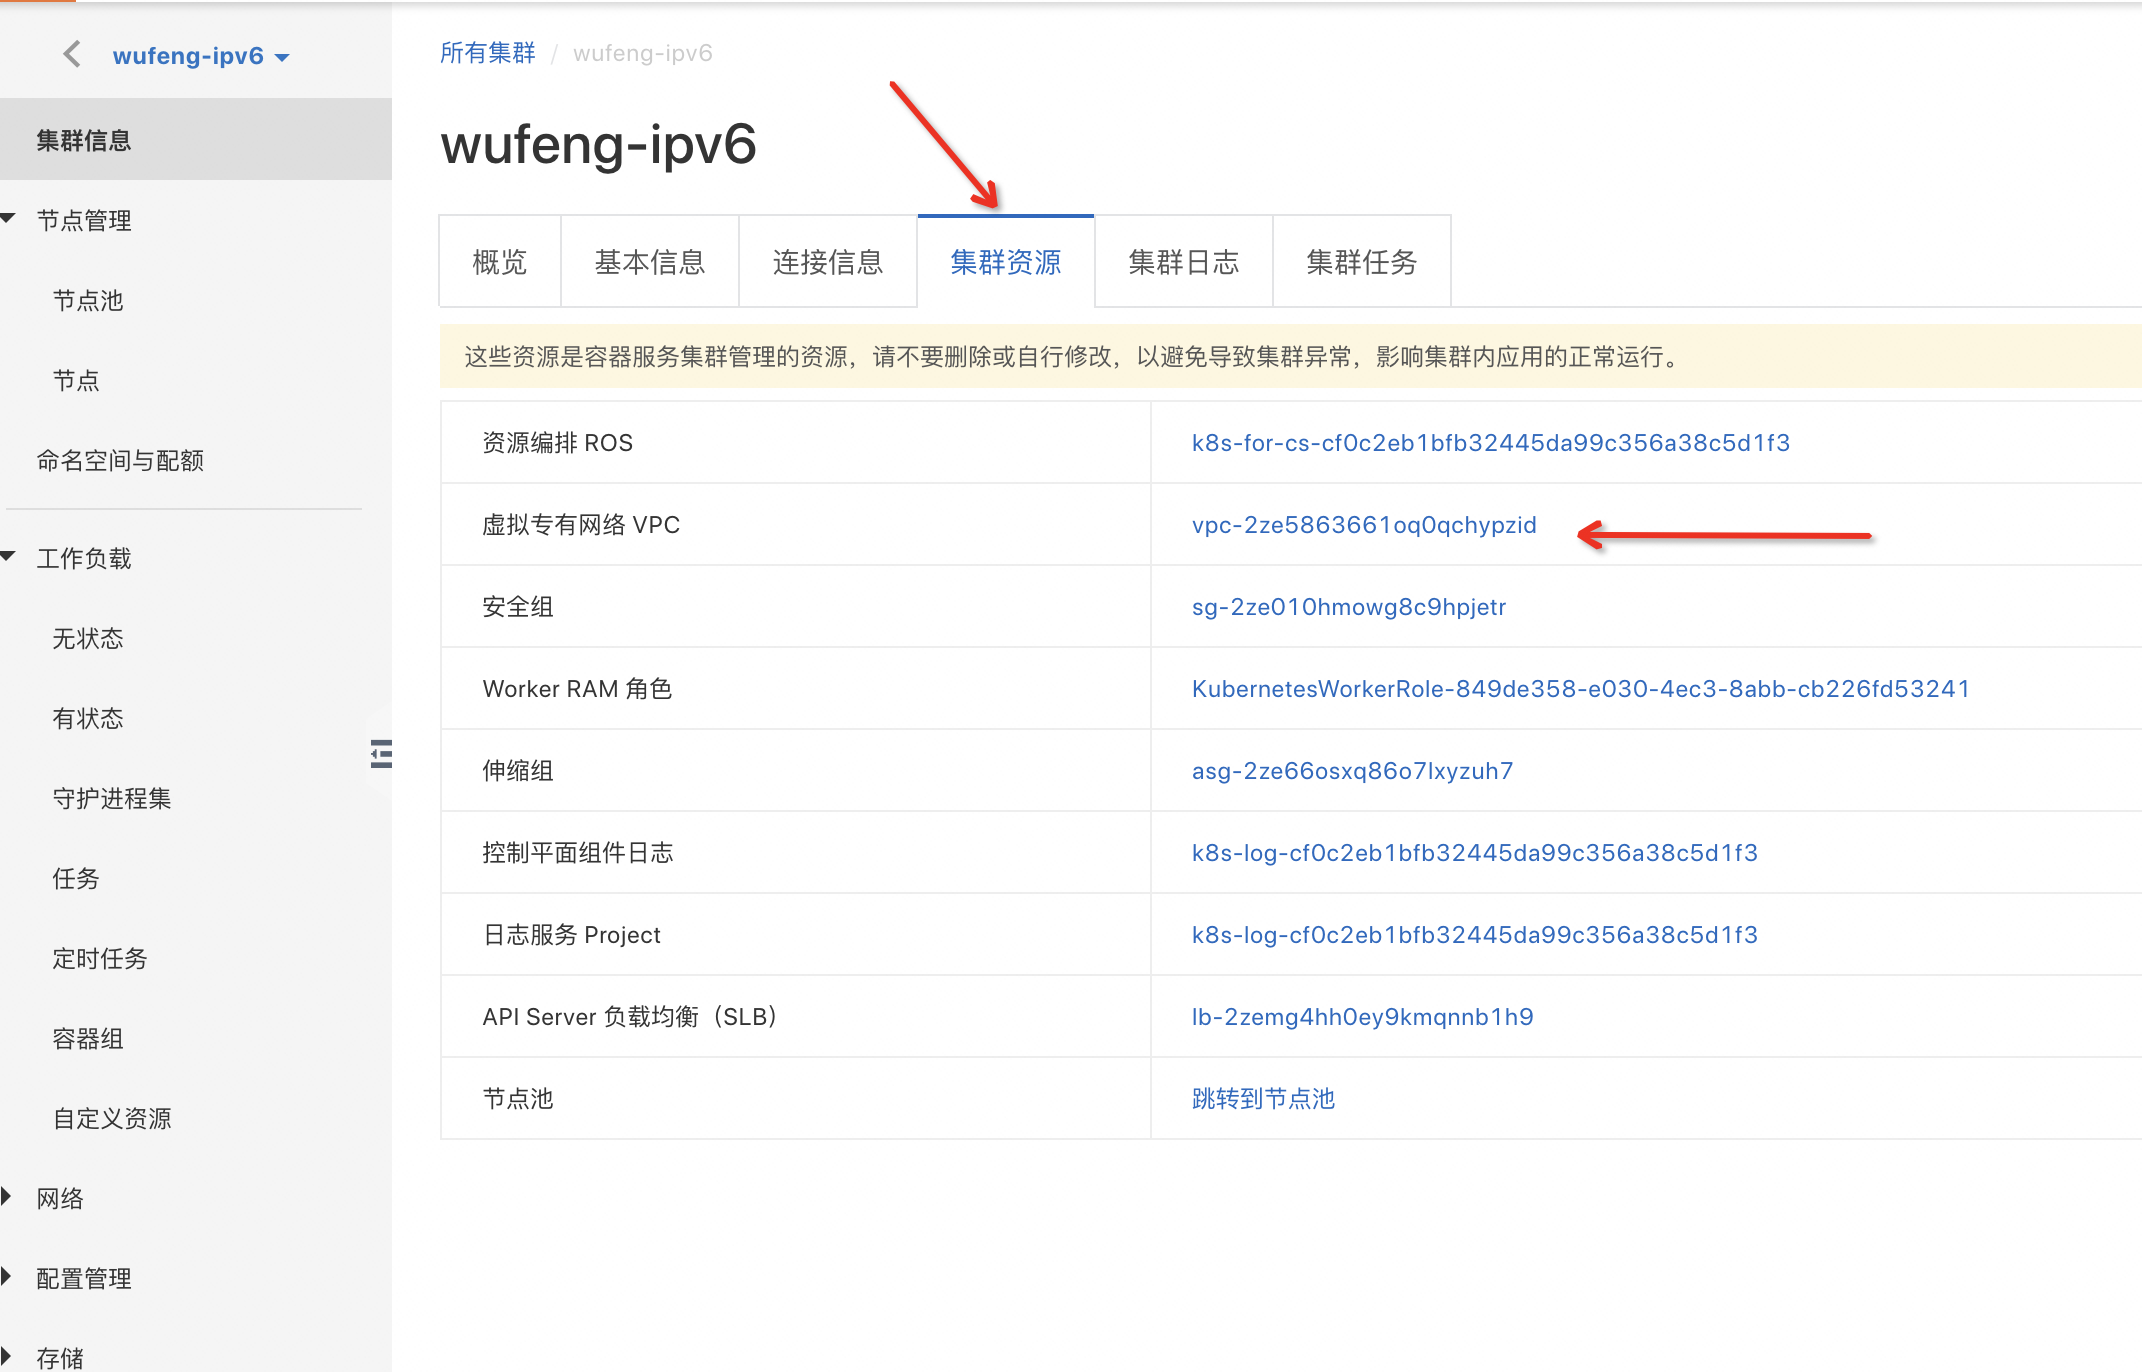 wufeng-ipv6
集群信息
节点管理
节点池
节点
命名空间与配额
工作负载
无状态
有状态
守护进程集
任务
定时任务
容器组
自定义资源
网络
配置管理
存储
所有集群 / wufeng-ipv6
wufeng-ipv6
概览 基本信息 连接信息 集群资源 集群日志 集群任务
这些资源是容器服务集群管理的资源，请不要删除或自行修改，以避免导致集群异常，影响集群内应用的正常运行。
资源编排 ROS k8s-for-cs-cf0c2eb1bfb32445da99c356a38c5d1f3
虚拟专有网络 VPC vpc-2ze5863661oq0qchypzid
安全组 sg-2ze010hmowg8c9hpjetr
Worker RAM 角色 KubernetesWorkerRole-849de358-e030-4ec3-8abb-cb226fd53241
伸缩组 asg-2ze66osxq86o7lxyzuh7
控制平面组件日志 k8s-log-cf0c2eb1bfb32445da99c356a38c5d1f3
日志服务 Project k8s-log-cf0c2eb1bfb32445da99c356a38c5d1f3
API Server 负载均衡（SLB） lb-2zemg4hh0ey9kmqnnb1h9
节点池 跳转到节点池